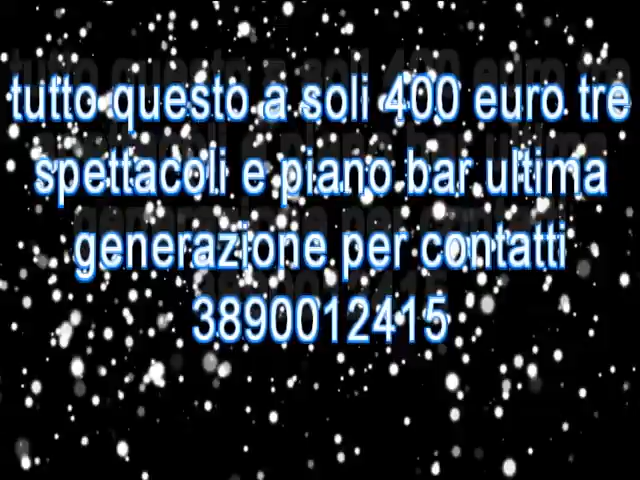 tutto questo a soli 400 euro tre
spettacoli e piano bar ultima
generazione per contatti
3890012415